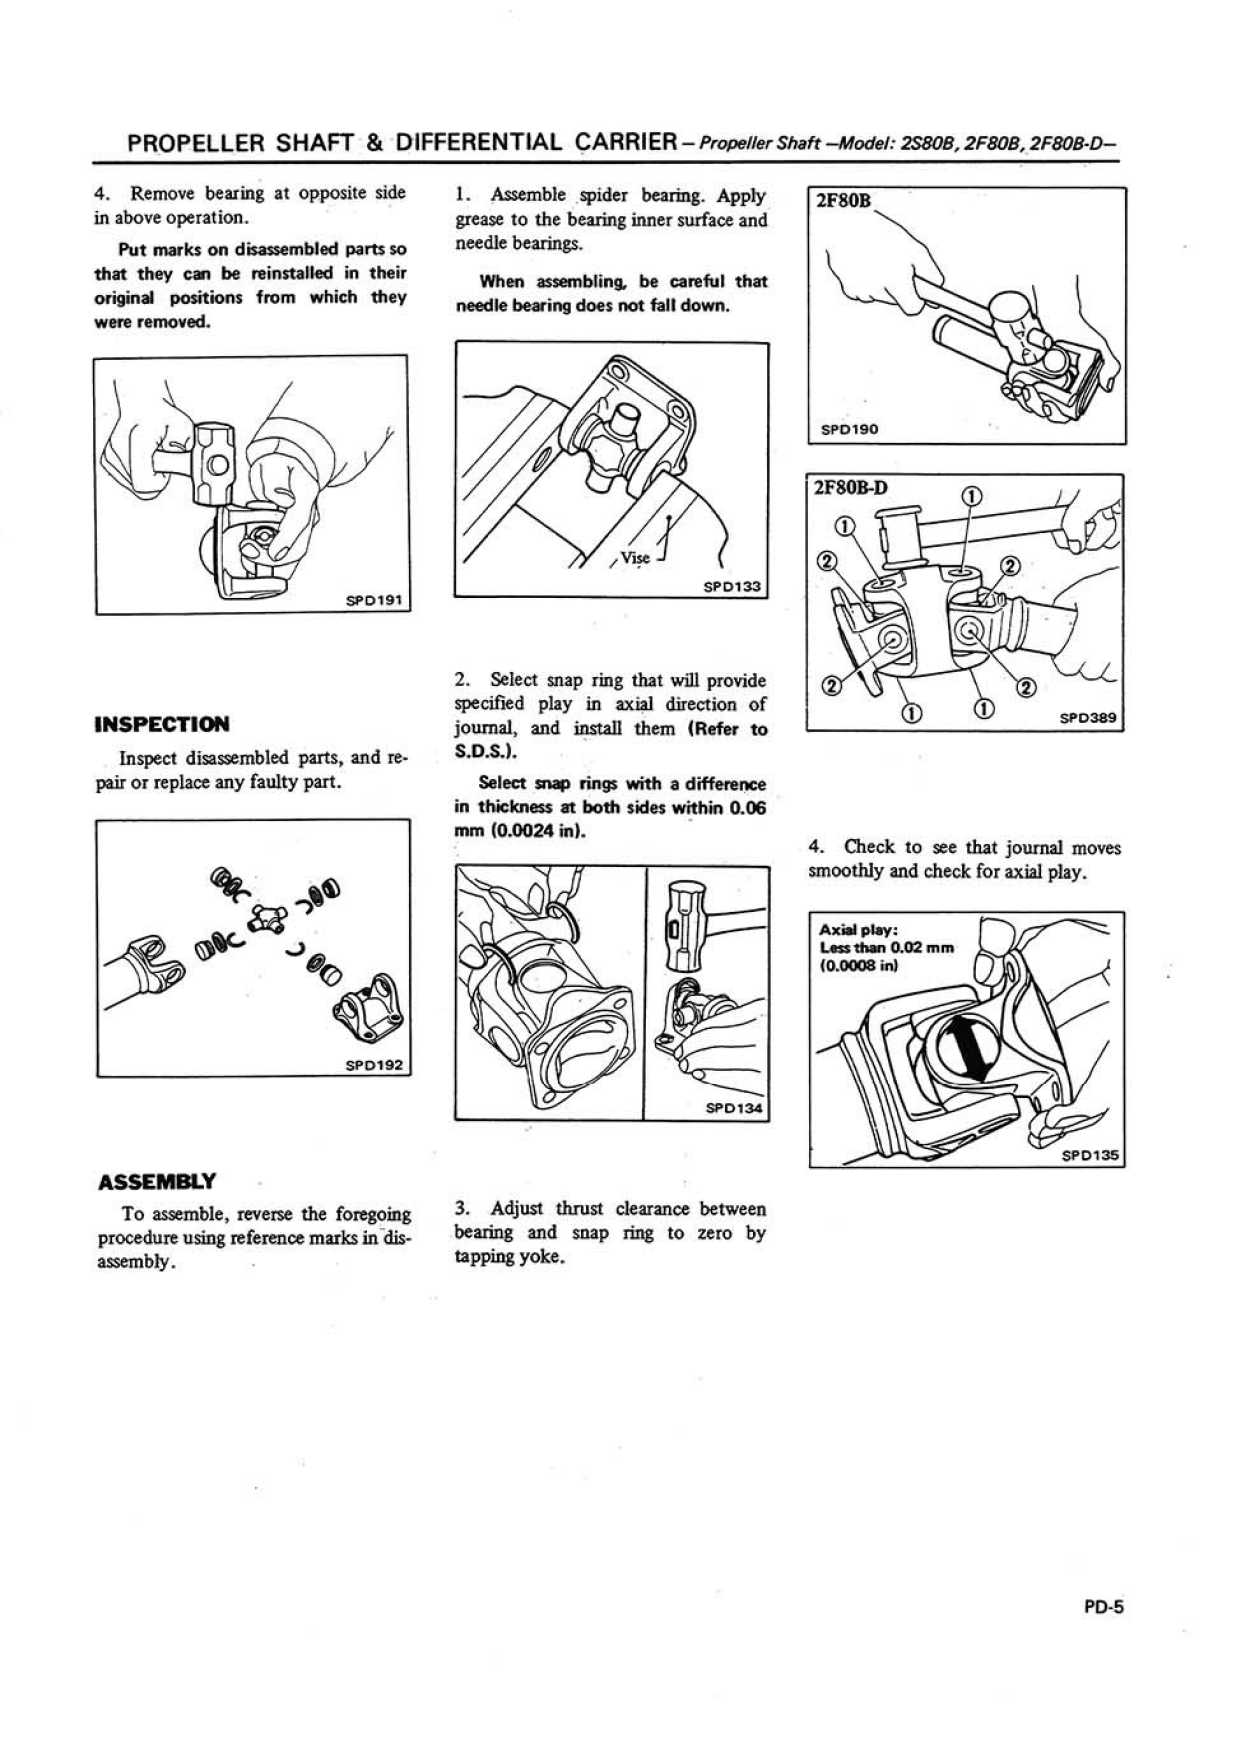 PROPELLER SHAFT & DIFFERENTIAL CARRIER – Propeller Shaft –Model: 2S80B, 2F80B, 2F80B-D–
4. Remove bearing at opposite side
in above operation.
Put marks on disassembled parts so
that they can be reinstalled in their
original positions from which they
were removed.
SPD191
INSPECTION
Inspect disassembled parts, and re-
pair or replace any faulty part.
SPD192
ASSEMBLY
To assemble, reverse the foregoing
procedure using reference marks in dis-
assembly.
1. Assemble spider bearing. Apply
grease to the bearing inner surface and
needle bearings.
When assembling, be careful that
needle bearing does not fall down.
Vise
SPD133
2. Select snap ring that will provide
specified play in axial direction of
journal, and install them (Refer to
S.D.S.).
Select snap rings with a difference
in thickness at both sides within 0.06
mm (0.0024 in).
SPD134
3. Adjust thrust clearance between
bearing and snap ring to zero by
tapping yoke.
2F80B
SPD190
2F80B-D
①
①
②
②
②
②
①
①
SPD389
4. Check to see that journal moves
smoothly and check for axial play.
Axial play:
Less than 0.02 mm
(0.0008 in)
SPD135
PD-5